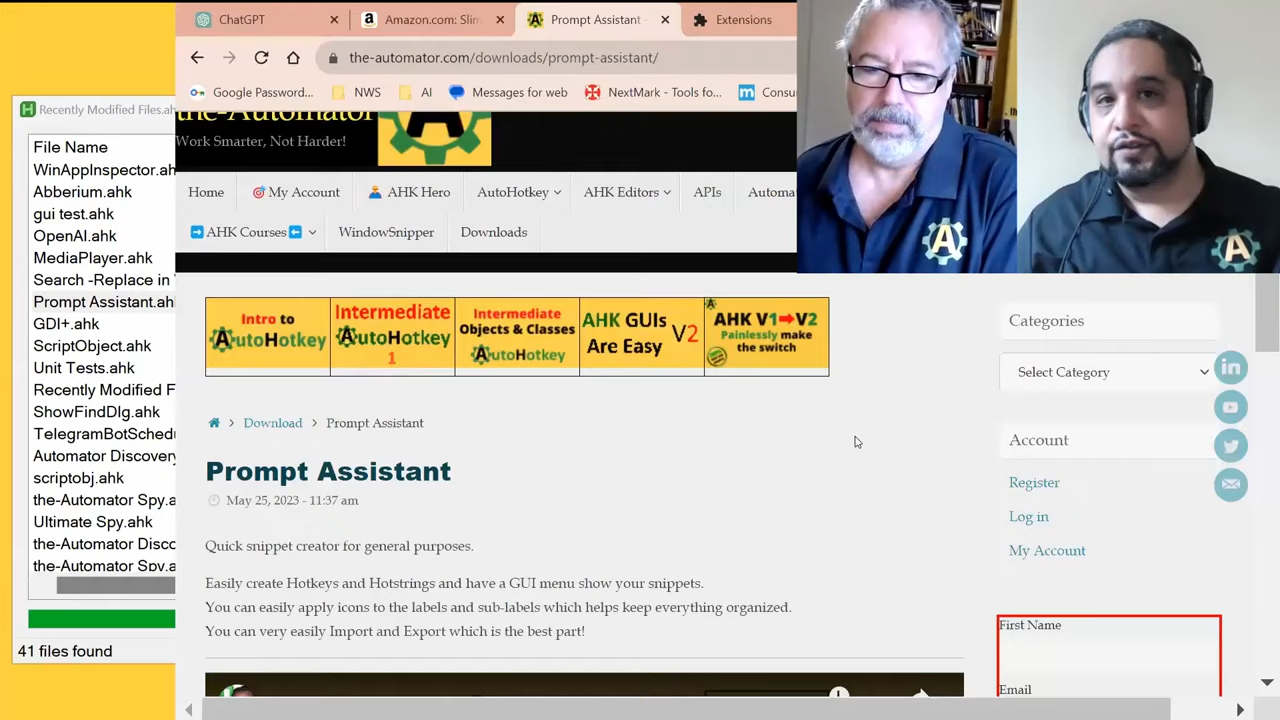 ChatGPT
Amazon.com: Slim
Prompt Assistant -
Extensions
the-automator.com/downloads/prompt-assistant/
Google Password...
NWS
AI
Messages for web
NextMark - Tools fo...
Consu
the-Automator
Work Smarter, Not Harder!
Home
My Account
AHK Hero
AutoHotkey
AHK Editors
APIs
Automa
AHK Courses
WindowSnipper
Downloads
Recently Modified Files.ah
File Name
WinAppInspector.ah
Abberium.ahk
gui test.ahk
OpenAI.ahk
MediaPlayer.ahk
Search -Replace in
Prompt Assistant.ahk
GDI+.ahk
ScriptObject.ahk
Unit Tests.ahk
Recently Modified F
ShowFindDlg.ahk
TelegramBotSchedu
Automator Discovery
scriptobj.ahk
the-Automator Spy.a
Ultimate Spy.ahk
the-Automator Disco
the-Automator Spy.a
41 files found
Intro to
AutoHotkey
Intermediate
AutoHotkey
1
Intermediate
Objects & Classes
AutoHotkey
AHK GUIs
Are Easy V2
AHK V1➡V2
Painlessly make
the switch
Download
Prompt Assistant
Prompt Assistant
May 25, 2023 - 11:37 am
Quick snippet creator for general purposes.
Easily create Hotkeys and Hotstrings and have a GUI menu show your snippets.
You can easily apply icons to the labels and sub-labels which helps keep everything organized.
You can very easily Import and Export which is the best part!
Categories
Select Category
Account
Register
Log in
My Account
First Name
Email